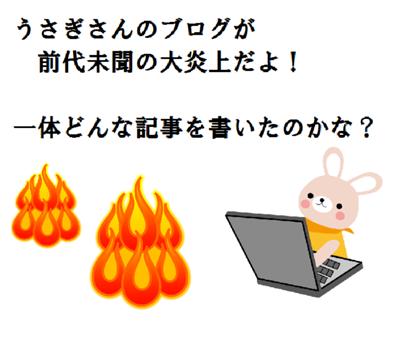 うさぎさんのブログが
前代未聞の大炎上だよ！
一体どんな記事を書いたのかな？